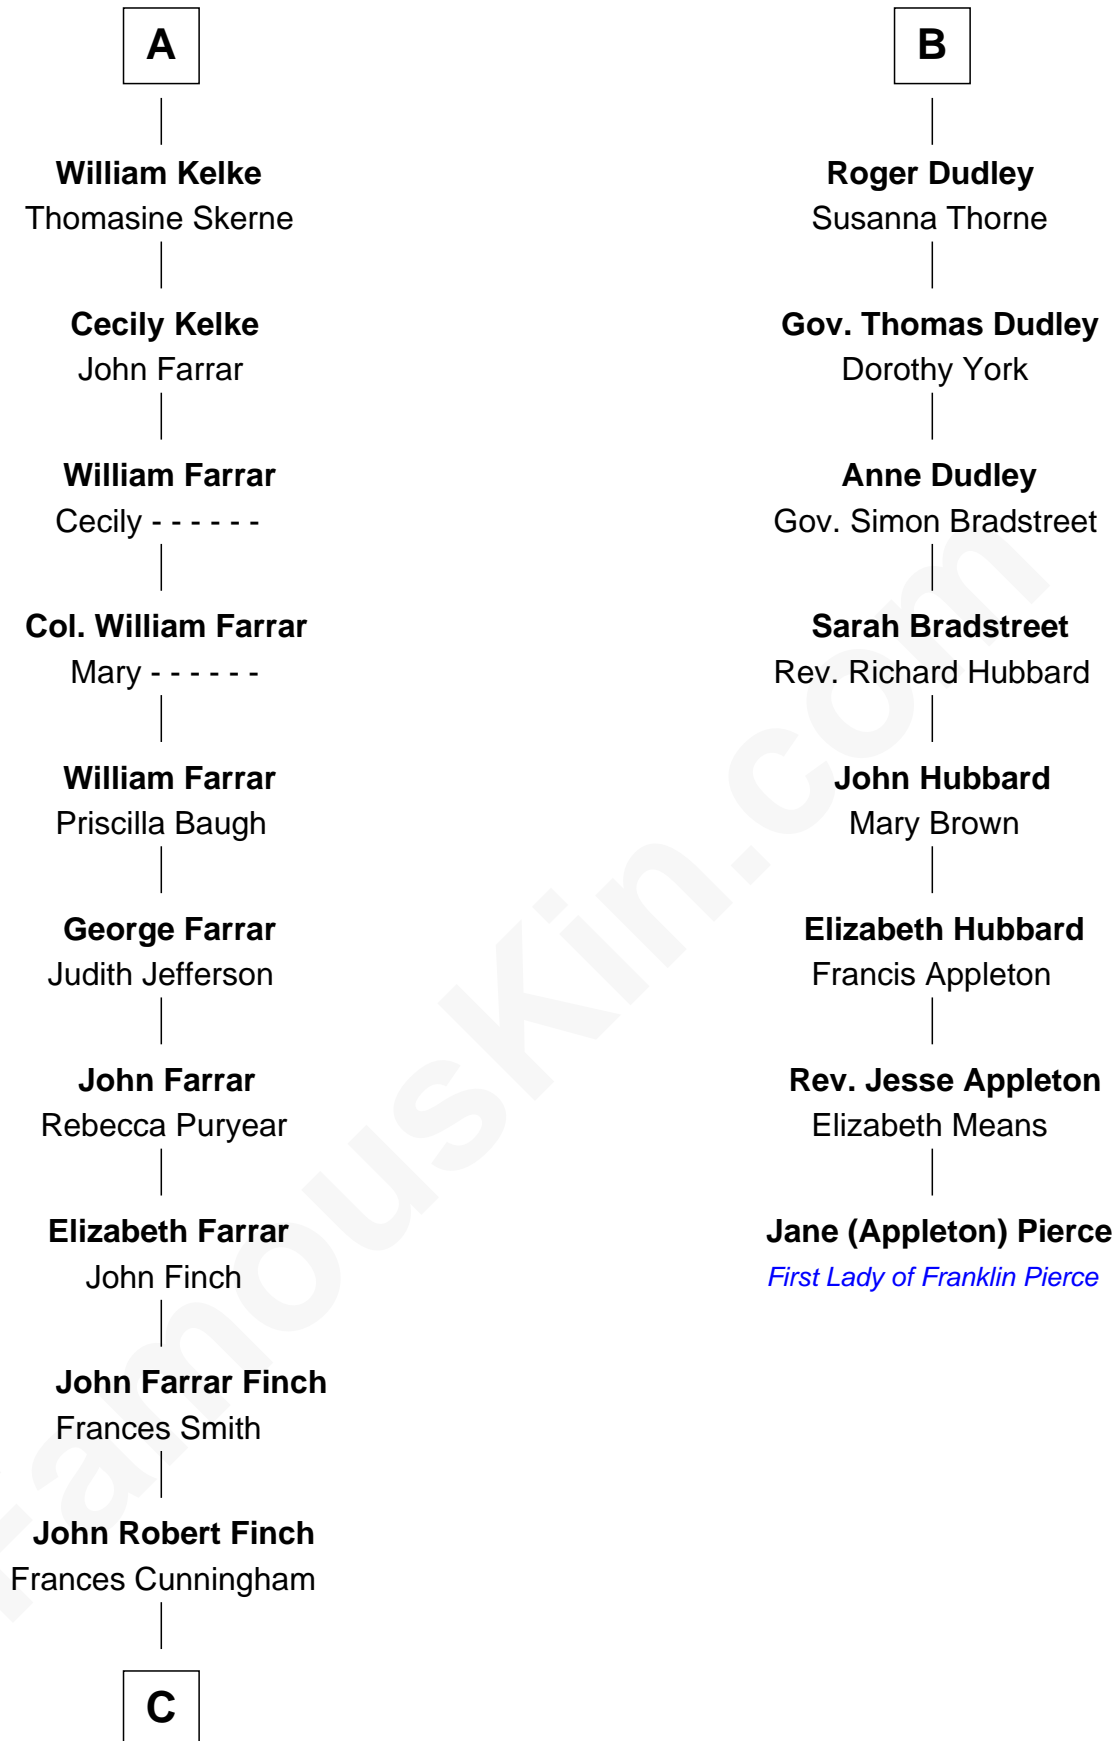 A
William Kelke
Thomasine Skerne
Cecily Kelke
John Farrar
William Farrar
Cecily - - - - - -
Col. William Farrar
Mary - - - - - -
William Farrar
Priscilla Baugh
George Farrar
Judith Jefferson
John Farrar
Rebecca Puryear
Elizabeth Farrar
John Finch
John Farrar Finch
Frances Smith
John Robert Finch
Frances Cunningham
C
B
Roger Dudley
Susanna Thorne
Gov. Thomas Dudley
Dorothy York
Anne Dudley
Gov. Simon Bradstreet
Sarah Bradstreet
Rev. Richard Hubbard
John Hubbard
Mary Brown
Elizabeth Hubbard
Francis Appleton
Rev. Jesse Appleton
Elizabeth Means
Jane (Appleton) Pierce
First Lady of Franklin Pierce
FamousKin.com